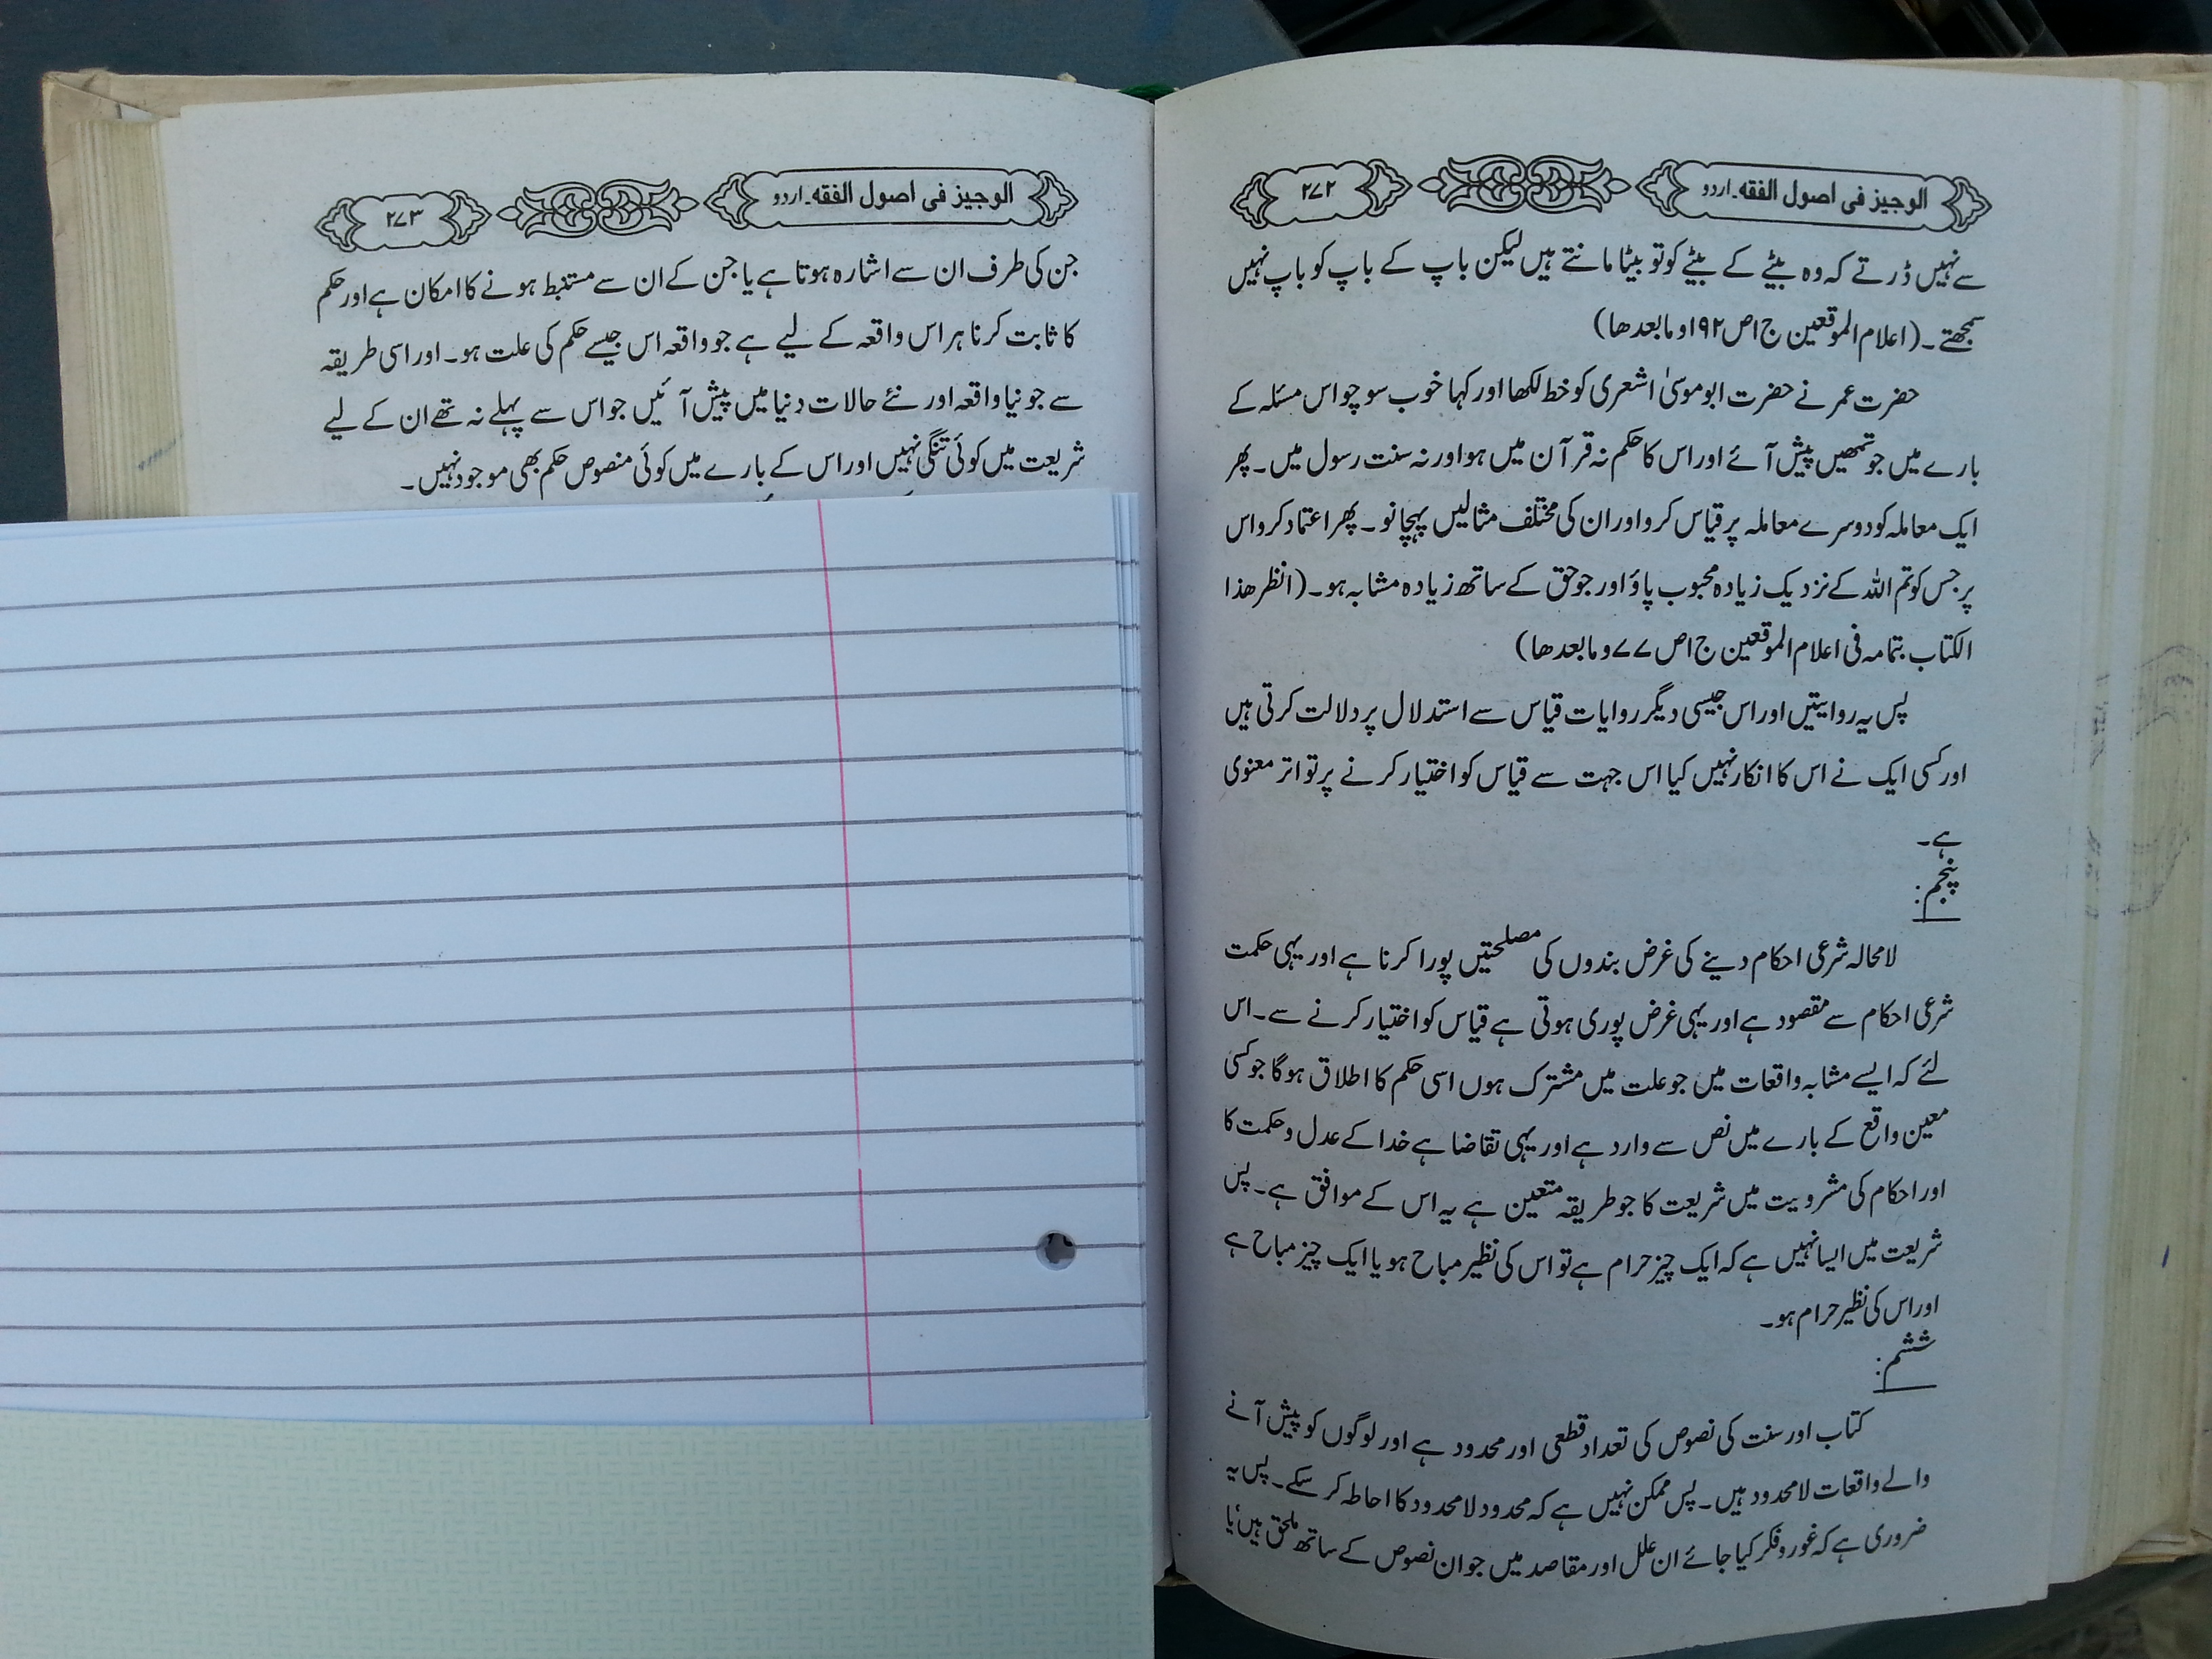 الوجيز فى اصول الفقه۔اردو
۲۷۲
سے نہیں ڈرتے کہ وہ بیٹے کے بیٹے کو تو بیٹا مانتے ہیں لیکن باپ کے باپ کو باپ نہیں
سمجھتے۔(اعلام الموقعین ج۱ص۱۹۲وما بعدھا)
حضرت عمر نے حضرت ابو موسیٰ اشعری کو خط لکھا اور کہا خوب سوچو اس مسئلہ کے
بارے میں جو تمھیں پیش آئے اور اس کا حکم نہ قرآن میں ہو اور نہ سنت رسول میں۔ پھر
ایک معاملہ کو دوسرے معاملہ پر قیاس کرو اور ان کی مختلف مثالیں پہچانو۔ پھر اعتماد کرو اس
پر جس کو تم اللہ کے نزدیک زیادہ محبوب پاؤ اور جو حق کے ساتھ زیادہ مشابہ ہو۔(انظر ھذا
الکتاب بتمامہ فی اعلام الموقعین ج۱ص۷۷وما بعدھا)
پس یہ روایتیں اور اس جیسی دیگر روایات قیاس سے استدلال پر دلالت کرتی ہیں
اور کسی ایک نے اس کا انکار نہیں کیا اس جہت سے قیاس کو اختیار کرنے پر تواتر معنوی
ہے۔
پنجم:
لامحالہ شرعی احکام دینے کی غرض بندوں کی مصلحتیں پورا کرنا ہے اور یہی حکمت
شرعی احکام سے مقصود ہے اور یہی غرض پوری ہوتی ہے قیاس کو اختیار کرنے سے۔اس
لئے کہ ایسے مشابہ واقعات میں جو علت میں مشترک ہوں اسی حکم کا اطلاق ہوگا جو کسی
معین واقع کے بارے میں نص سے وارد ہے اور یہی تقاضا ہے خدا کے عدل وحکمت کا
اور احکام کی مشرویت میں شریعت کا جو طریقہ متعین ہے یہ اس کے موافق ہے۔پس
شریعت میں ایسا نہیں ہے کہ ایک چیز حرام ہے تو اس کی نظیر مباح ہو یا ایک چیز مباح ہے
اور اس کی نظیر حرام ہو۔
ششم:
کتاب اور سنت کی نصوص کی تعداد قطعی اور محدود ہے اور لوگوں کو پیش آنے
والے واقعات لامحدود ہیں۔پس ممکن نہیں ہے کہ محدود لامحدود کا احاطہ کر سکے۔پس یہ
ضروری ہے کہ غور وفکر کیا جائے ان علل اور مقاصد میں جو ان نصوص کے ساتھ ملحق ہیں'یا
الوجيز فى اصول الفقه۔اردو
۲۷۳
جن کی طرف ان سے اشارہ ہوتا ہے یا جن کے ان سے مستنبط ہونے کا امکان ہے اور حکم
کا ثابت کرنا ہر اس واقعہ کے لیے ہے جو واقعہ اس جیسے حکم کی علت ہو۔اور اسی طریقہ
سے جو نیا واقعہ اور نئے حالات دنیا میں پیش آئیں جو اس سے پہلے نہ تھے ان کے لیے
شریعت میں کوئی تنگی نہیں اور اس کے بارے میں کوئی منصوص حکم بھی موجود نہیں۔